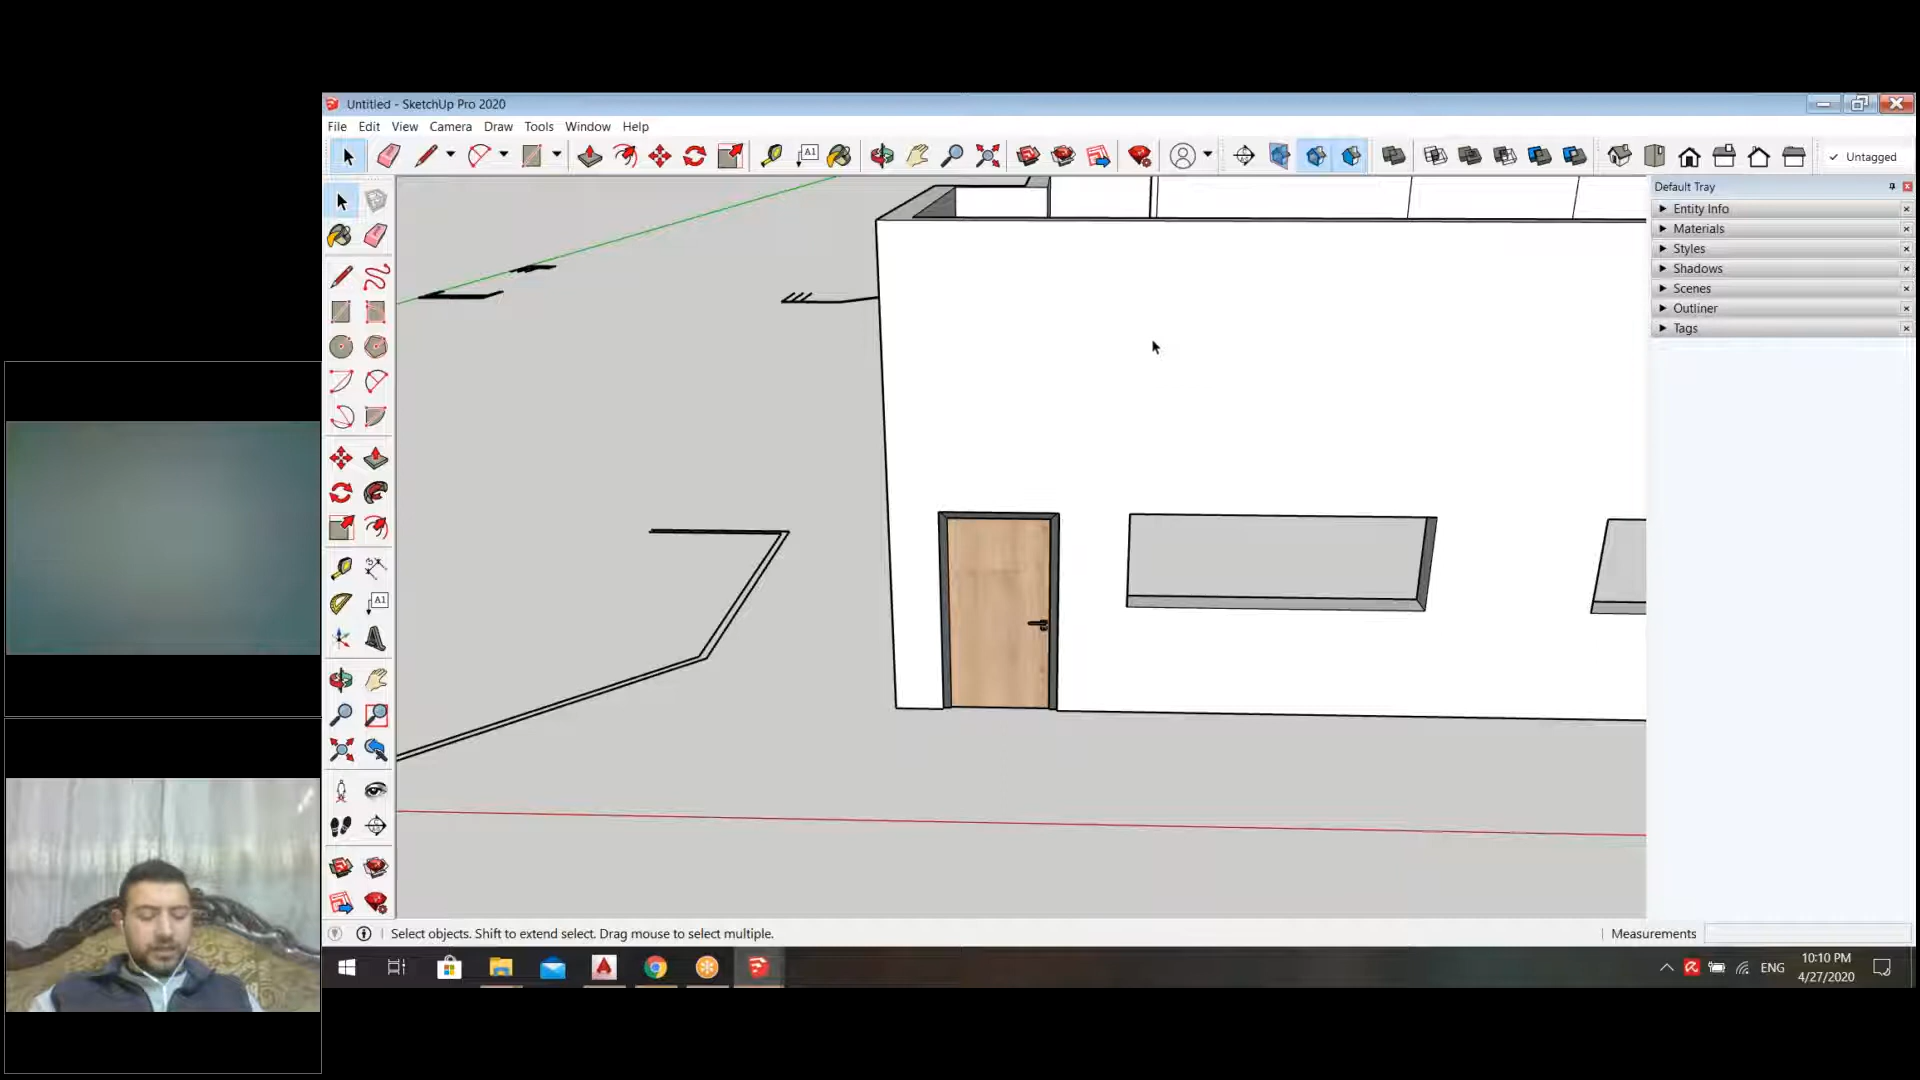 Untitled - SketchUp Pro 2020
File Edit View Camera Draw Tools Window Help
A1
Untagged
Default Tray
Entity Info
Materials
Styles
Shadows
Scenes
Outliner
Tags
A1
Select objects. Shift to extend select. Drag mouse to select multiple.
Measurements
ENG
10:10 PM
4/27/2020